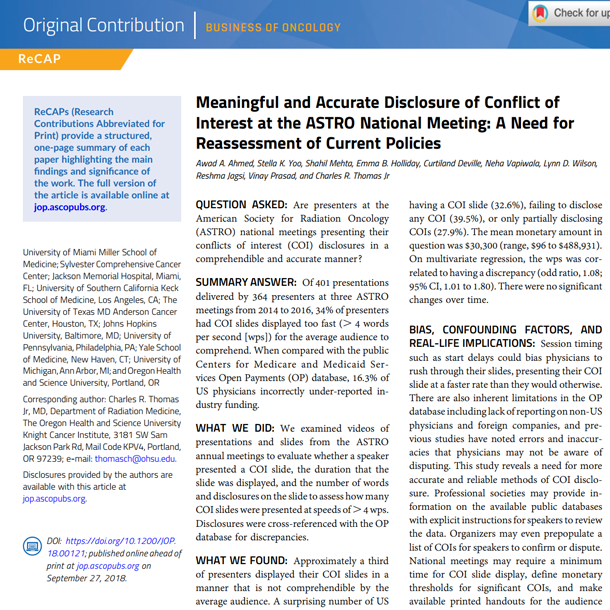 Original Contribution | BUSINESS OF ONCOLOGY
Check for up
ReCAP
ReCAPs (Research
Contributions Abbreviated for
Print) provide a structured,
one-page summary of each
paper highlighting the main
findings and significance of
the work. The full version of
the article is available online at
jop.ascopubs.org.
University of Miami Miller School of
Medicine; Sylvester Comprehensive Cancer
Center; Jackson Memorial Hospital, Miami,
FL; University of Southern California Keck
School of Medicine, Los Angeles, CA; The
University of Texas MD Anderson Cancer
Center, Houston, TX; Johns Hopkins
University, Baltimore, MD; University of
Pennsylvania, Philadelphia, PA; Yale School
of Medicine, New Haven, CT; University of
Michigan, Ann Arbor, MI; and Oregon Health
and Science University, Portland, OR
Corresponding author: Charles R. Thomas
Jr, MD, Department of Radiation Medicine,
The Oregon Health and Science University
Knight Cancer Institute, 3181 SW Sam
Jackson Park Rd, Mail Code KPV4, Portland,
OR 97239; e-mail: thomasch@ohsu.edu.
Disclosures provided by the authors are
available with this article at
jop.ascopubs.org.
DOI: https://doi.org/10.1200/JOP.
18.00121; published online ahead of
print at jop.ascopubs.org on
September 27, 2018.
Meaningful and Accurate Disclosure of Conflict of
Interest at the ASTRO National Meeting: A Need for
Reassessment of Current Policies
Awad A. Ahmed, Stella K. Yoo, Shahil Mehta, Emma B. Holliday, Curtiland Deville, Neha Vapiwala, Lynn D. Wilson,
Reshma Jagsi, Vinay Prasad, and Charles R. Thomas Jr
QUESTION ASKED: Are presenters at the
American Society for Radiation Oncology
(ASTRO) national meetings presenting their
conflicts of interest (COI) disclosures in a
comprehendible and accurate manner?
SUMMARY ANSWER: Of 401 presentations
delivered by 364 presenters at three ASTRO
meetings from 2014 to 2016, 34% of presenters
had COI slides displayed too fast (> 4 words
per second [wps]) for the average audience to
comprehend. When compared with the public
Centers for Medicare and Medicaid Ser-
vices Open Payments (OP) database, 16.3% of
US physicians incorrectly under-reported in-
dustry funding.
WHAT WE DID: We examined videos of
presentations and slides from the ASTRO
annual meetings to evaluate whether a speaker
presented a COI slide, the duration that the
slide was displayed, and the number of words
and disclosures on the slide to assess how many
COI slides were presented at speeds of > 4 wps.
Disclosures were cross-referenced with the OP
database for discrepancies.
WHAT WE FOUND: Approximately a third
of presenters displayed their COI slides in a
manner that is not comprehendible by the
average audience. A surprising number of US
having a COI slide (32.6%), failing to disclose
any COI (39.5%), or only partially disclosing
COIs (27.9%). The mean monetary amount in
question was $30,300 (range, $96 to $488,931).
On multivariate regression, the wps was cor-
related to having a discrepancy (odd ratio, 1.08;
95% CI, 1.01 to 1.80). There were no significant
changes over time.
BIAS, CONFOUNDING FACTORS, AND
REAL-LIFE IMPLICATIONS: Session timing
such as start delays could bias physicians to
rush through their slides, presenting their COI
slide at a faster rate than they would otherwise.
There are also inherent limitations in the OP
database including lack of reporting on non-US
physicians and foreign companies, and pre-
vious studies have noted errors and inaccur-
acies that physicians may not be aware of
disputing. This study reveals a need for more
accurate and reliable methods of COI disclo-
sure. Professional societies may provide in-
formation on the available public databases
with explicit instructions for speakers to review
the data. Organizers may even prepopulate a
list of COIs for speakers to confirm or dispute.
National meetings may require a minimum
time for COI slide display, define monetary
thresholds for significant COIs, and make
available printed handouts for the audience